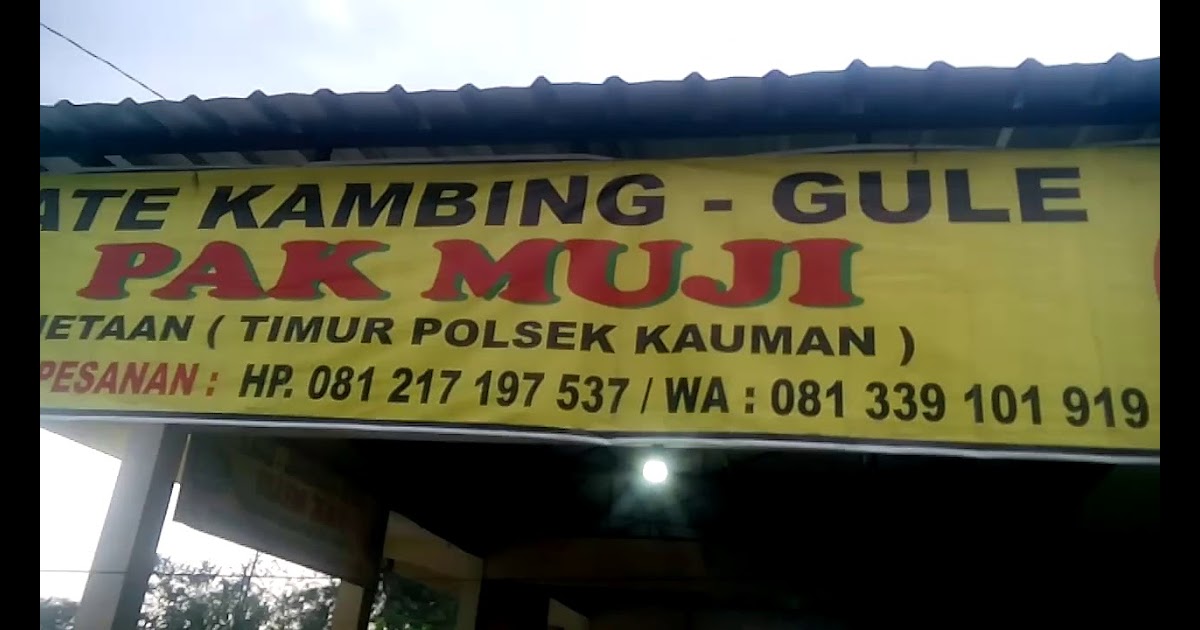 ATE KAMBING - GULE
PAK MUJI
ETAAN ( TIMUR POLSEK KAUMAN )
PESANAN : HP. 081 217 197 537 / WA : 081 339 101 919